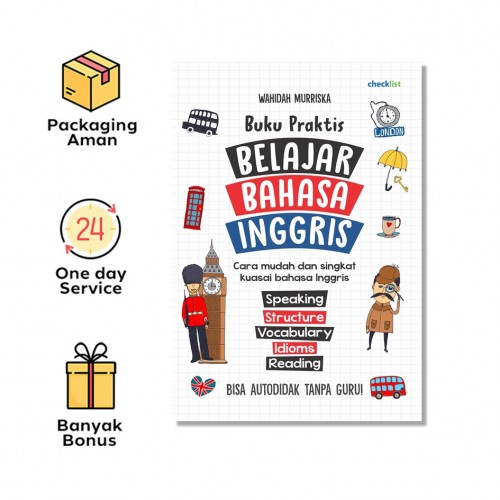 Packaging
Aman
24
One day
Service
Banyak
Bonus
checklist
WAHIDAH MURRISKA
Buku Praktis
BELAJAR
BAHASA
INGGRIS
LONDON
Cara mudah dan singkat
kuasai bahasa Inggris
Speaking
Structure
Vocabulary
Idioms
Reading
BISA AUTODIDAK TANPA GURU!